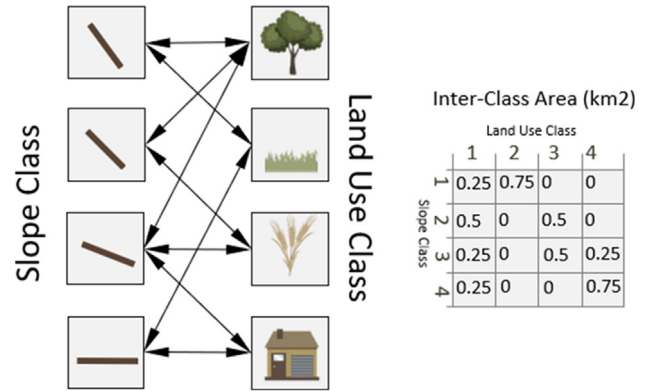 Slope Class
Land Use Class
Inter-Class Area (km2)
Land Use Class
1 2 3 4
Slope Class
1 0.25 0.75 0 0
2 0.5 0 0.5 0
3 0.25 0 0.5 0.25
4 0.25 0 0 0.75